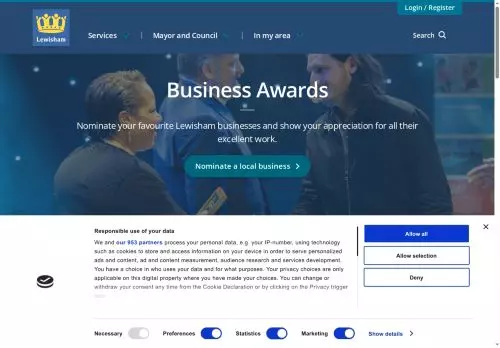 Login / Register
Lewisham
Services
Mayor and Council
In my area
Search
Business Awards
Nominate your favourite Lewisham businesses and show your appreciation for all their
excellent work.
Nominate a local business
Responsible use of your data
We and our 953 partners process your personal data, e.g. your IP-number, using technology
such as cookies to store and access information on your device in order to serve personalized
ads and content, ad and content measurement, audience research and services development.
You have a choice in who uses your data and for what purposes. Your privacy choices are only
applicable on this digital property where you have made your choices. You can change or
withdraw your consent any time from the Cookie Declaration or by clicking on the Privacy trigger
Allow all
Allow selection
Deny
Necessary
Preferences
Statistics
Marketing
Show details